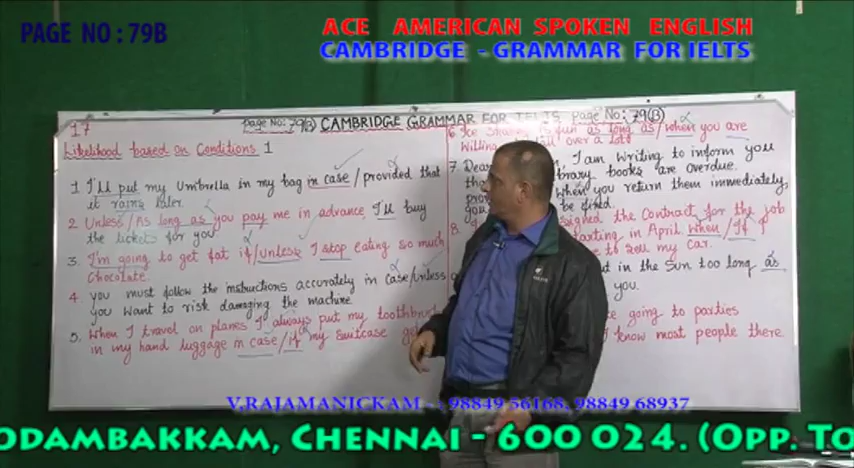 PAGE NO : 79B
ACE AMERICAN SPOKEN ENGLISH
CAMBRIDGE - GRAMMAR FOR IELTS
17
Page No: 79(B) CAMBRIDGE GRAMMAR FOR IELTS Page No: 79(B)
Likelihood based on Conditions 1
1 I'll put my umbrella in my bag in case/provided that
it rains later.
2 Unless/As long as you pay me in advance, I'll buy
the tickets for you
3. I'm going to get fat if/unless I stop eating so much
Chocolate.
4. you must follow the instructions accurately in case/unless
you want to risk damaging the machine
5. When I travel on planes I always put my toothbrush
in my hand luggage in case/if my suitcase
6 Ice is fun as long as/when you are
willing over a lot
7 Dear I am writing to inform you
library books are overdue.
when you return them immediately,
you be fined.
8. signed the Contract for the job
starting in April when/If
to sell my car.
in the Sun too long as
you.
going to parties
I know most people there
V.RAJAMANICKAM - : 98849 56168, 98849 68937
ODAMBAKKAM, CHENNAI - 600 024. (OPP. TO